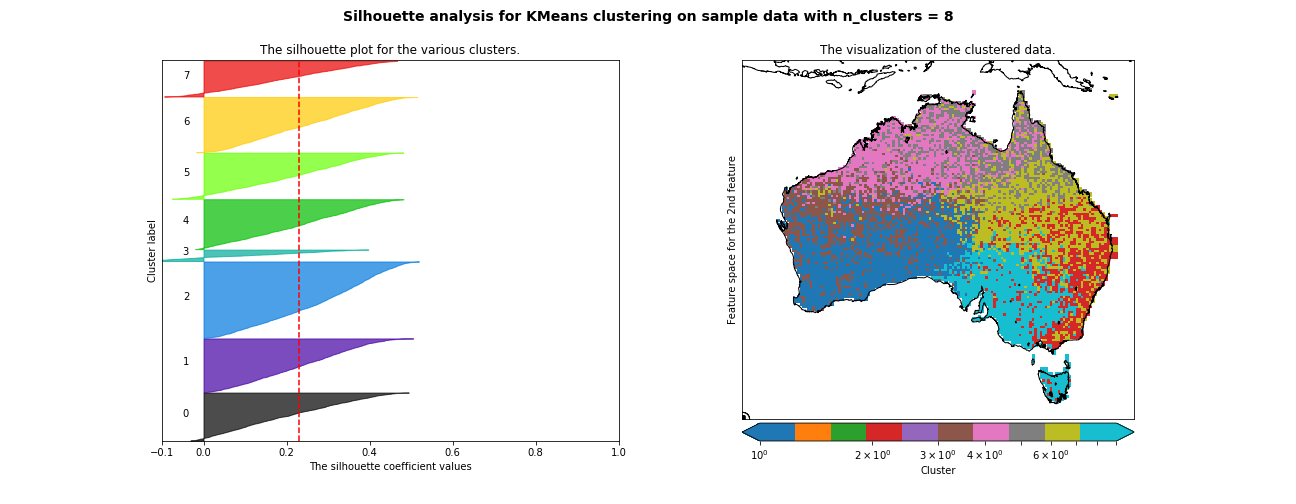 Silhouette analysis for KMeans clustering on sample data with n_clusters = 8
The silhouette plot for the various clusters.
7
6
5
4
3
2
1
0
Cluster label
−0.1
0.0
0.2
0.4
0.6
0.8
1.0
The silhouette coefficient values
The visualization of the clustered data.
Feature space for the 2nd feature
10⁰
2 × 10⁰
3 × 10⁰
4 × 10⁰
6 × 10⁰
Cluster